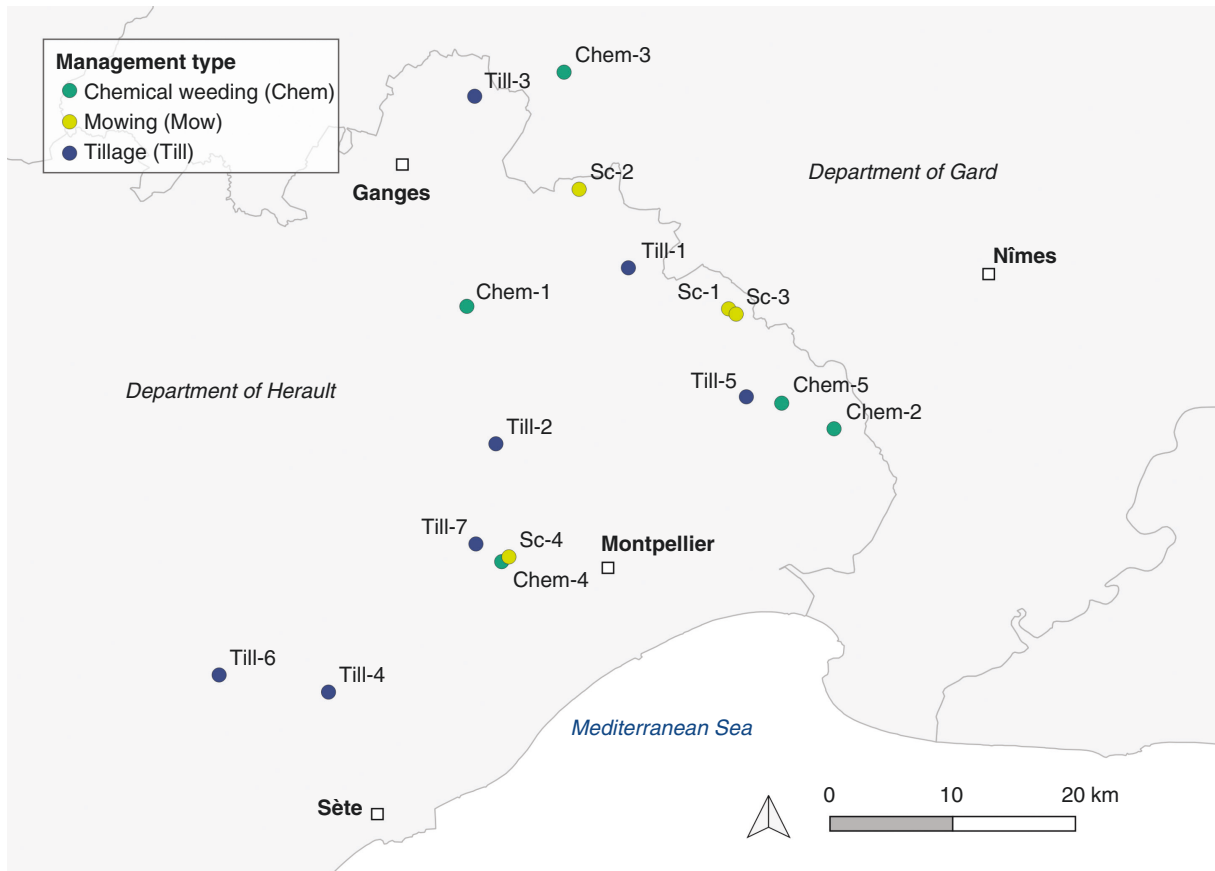 Management type
Chemical weeding (Chem)
Mowing (Mow)
Tillage (Till)
Chem-3
Till-3
Ganges
Sc-2
Department of Gard
Till-1
Nîmes
Chem-1
Sc-1
Sc-3
Department of Herault
Till-5
Chem-5
Chem-2
Till-2
Till-7
Sc-4
Montpellier
Chem-4
Till-6
Till-4
Mediterranean Sea
Sète
0 10 20 km